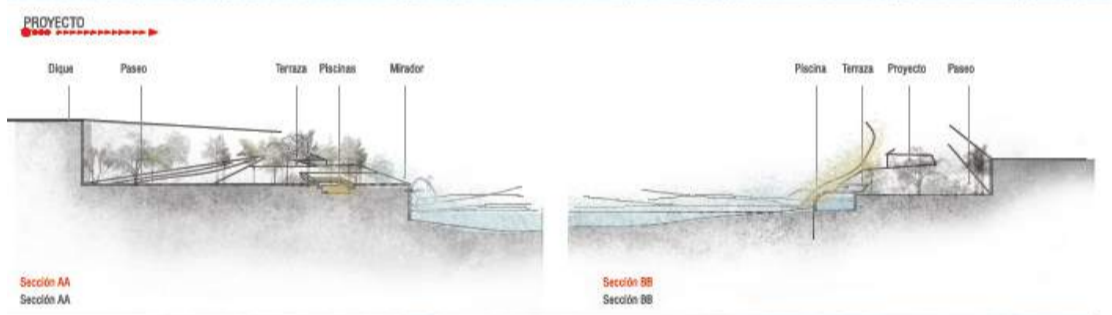 PROYECTO
Dique Paseo Terraza Piscinas Mirador
Piscina Terraza Proyecto Paseo
Sección AA
Sección AA
Sección BB
Sección BB